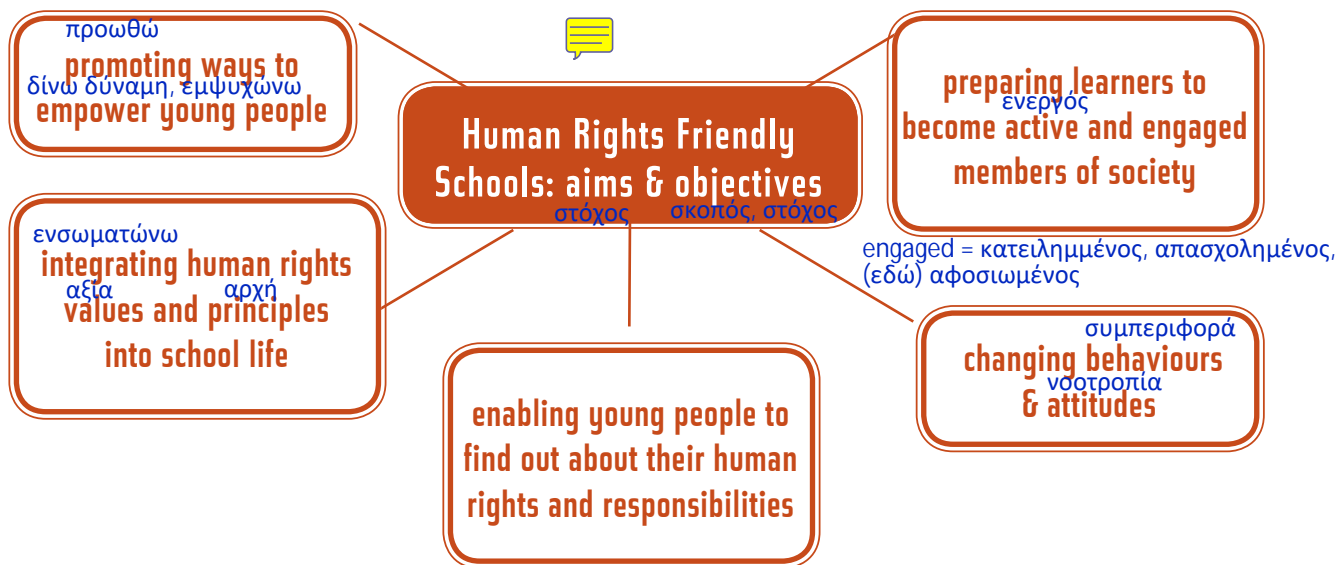 προωθώ
promoting ways to
δίνω δύναμη, εμψυχώνω
empower young people
Human Rights Friendly
Schools: aims & objectives
στόχος σκοπός, στόχος
preparing learners to
ενεργός
become active and engaged
members of society
engaged = κατειλημμένος, απασχολημένος,
(εδώ) αφοσιωμένος
ενσωματώνω
integrating human rights
αξία αρχή
values and principles
into school life
enabling young people to
find out about their human
rights and responsibilities
συμπεριφορά
changing behaviours
νοοτροπία
& attitudes